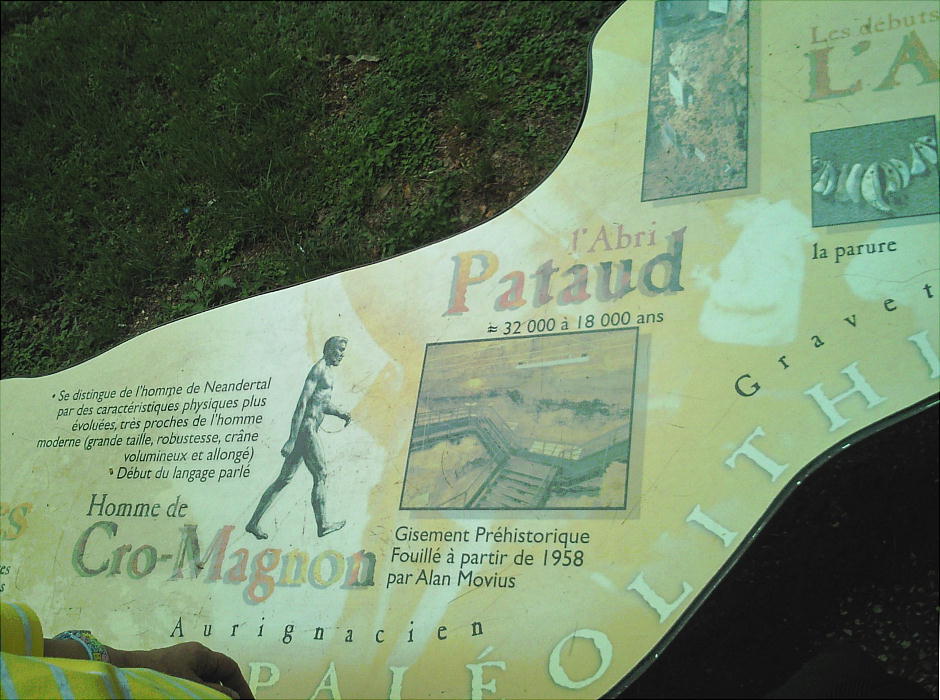 • Se distingue de l'homme de Neandertal
par des caractéristiques physiques plus
évoluées, très proches de l'homme
moderne (grande taille, robustesse, crâne
volumineux et allongé)
• Début du langage parlé
Homme de
Cro-Magnon
l'Abri
Pataud
≈ 32 000 à 18 000 ans
Gisement Préhistorique
Fouillé à partir de 1958
par Alan Movius
Les débuts
L'A
la parure
Aurignacien
Gravet
PALÉOLITHI